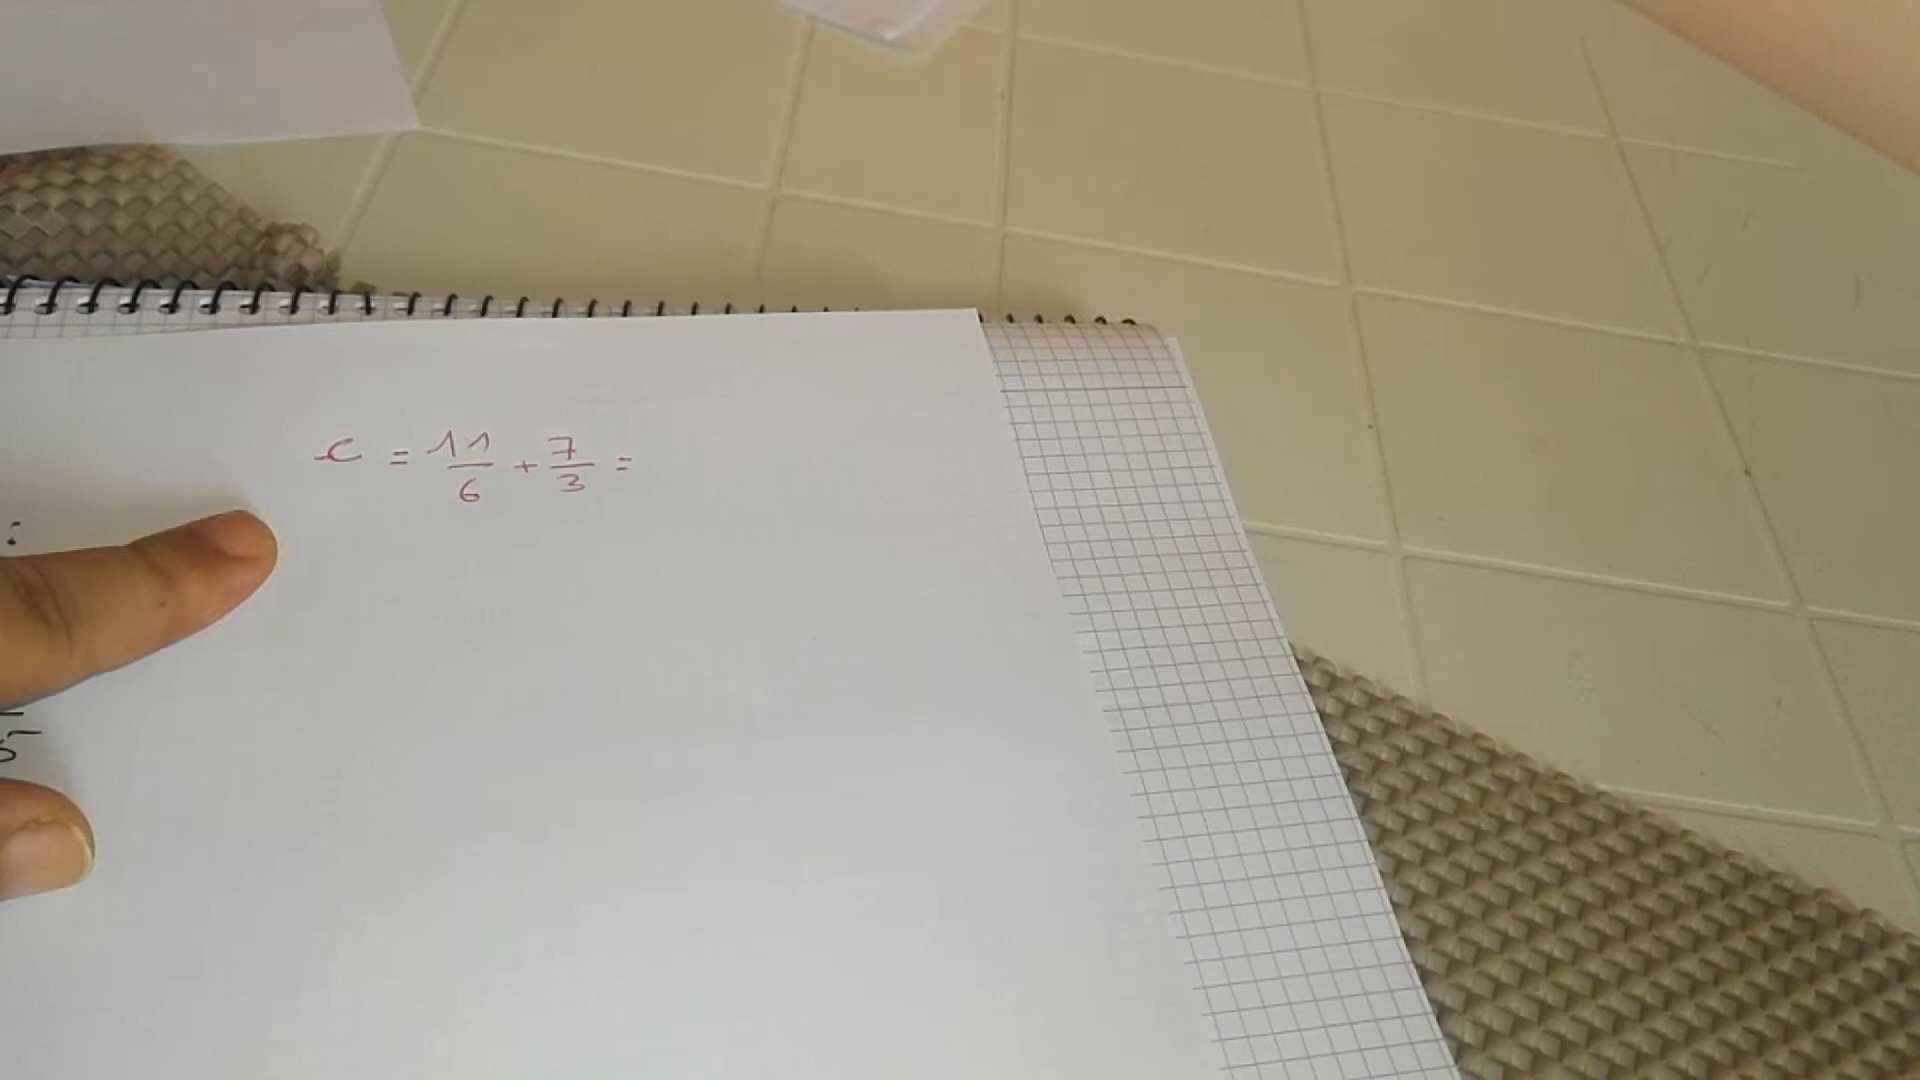 C = 11/6 + 7/3 =